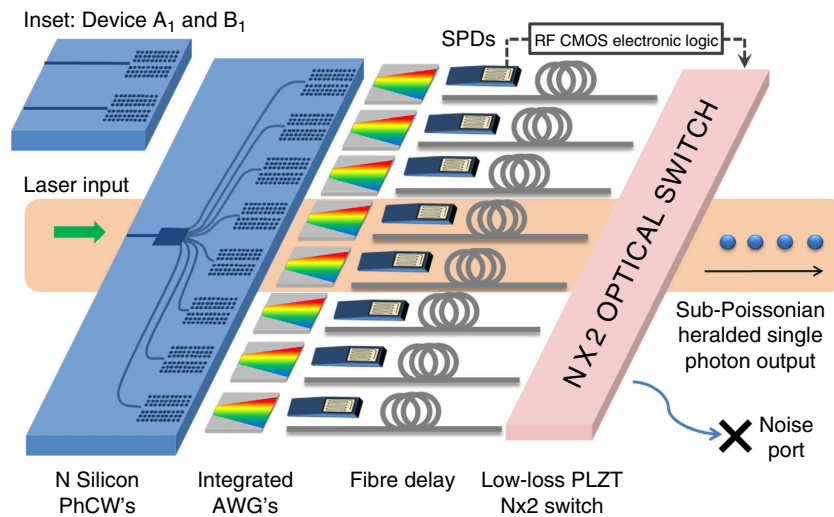 Inset: Device A₁ and B₁
SPDs
RF CMOS electronic logic
Laser input
NX2 OPTICAL SWITCH
Sub-Poissonian
heralded single
photon output
Noise
port
N Silicon
PhCW's
Integrated
AWG's
Fibre delay
Low-loss PLZT
Nx2 switch